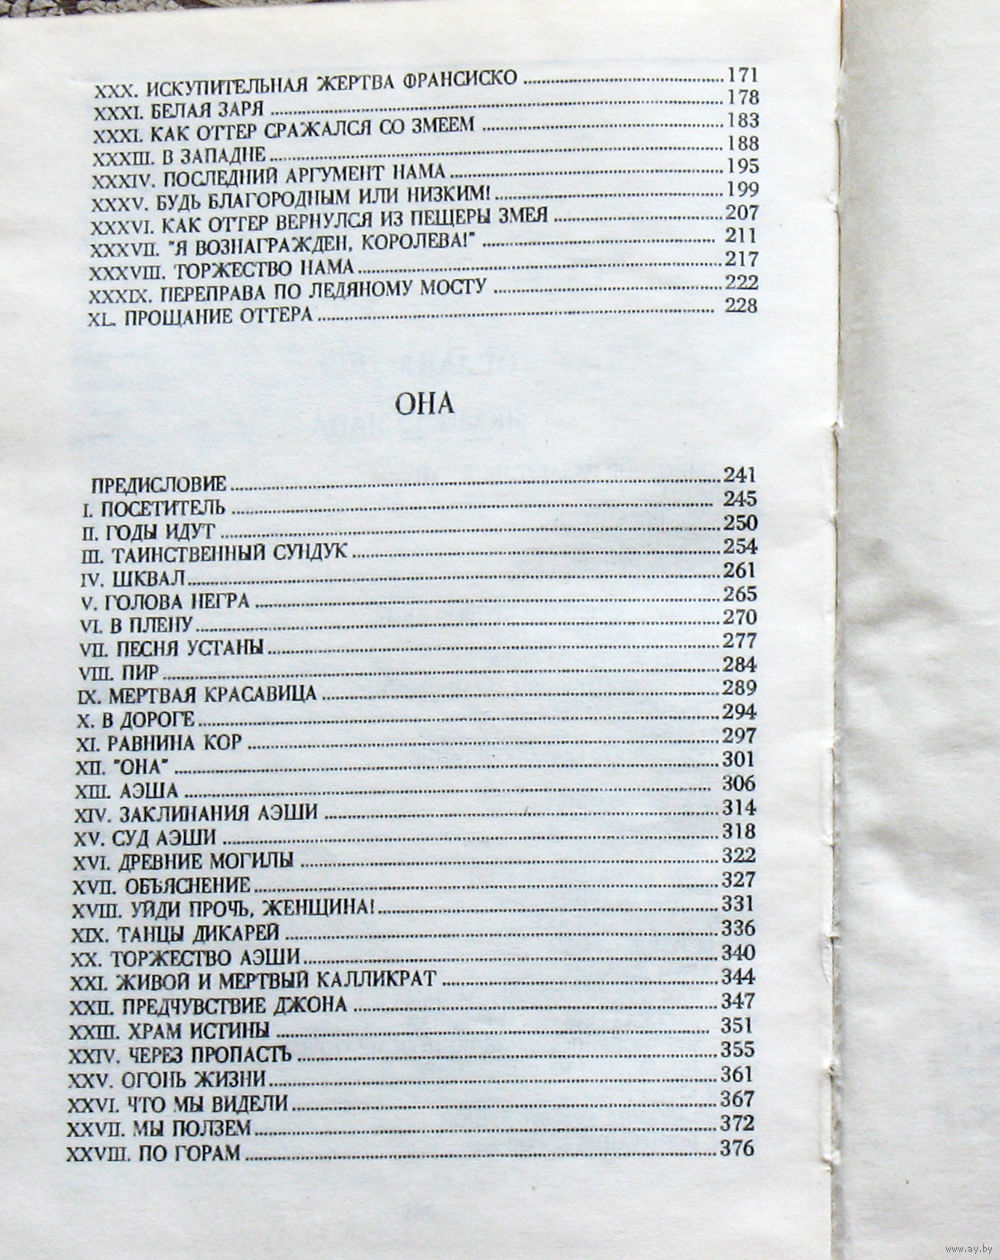 XXX. ИСКУПИТЕЛЬНАЯ ЖЕРТВА ФРАНСИСКО ........ 171
XXXI. БЕЛАЯ ЗАРЯ ........ 178
XXXI. КАК ОТТЕР СРАЖАЛСЯ СО ЗМЕЕМ ........ 183
XXXIII. В ЗАПАДНЕ ........ 188
XXXIV. ПОСЛЕДНИЙ АРГУМЕНТ НАМА ........ 195
XXXV. БУДЬ БЛАГОРОДНЫМ ИЛИ НИЗКИМ! ........ 199
XXXVI. КАК ОТТЕР ВЕРНУЛСЯ ИЗ ПЕЩЕРЫ ЗМЕЯ ........ 207
XXXVII. "Я ВОЗНАГРАЖДЕН, КОРОЛЕВА!" ........ 211
XXXVIII. ТОРЖЕСТВО НАМА ........ 217
XXXIX. ПЕРЕПРАВА ПО ЛЕДЯНОМУ МОСТУ ........ 222
XL. ПРОЩАНИЕ ОТТЕРА ........ 228
ОНА
ПРЕДИСЛОВИЕ ........ 241
I. ПОСЕТИТЕЛЬ ........ 245
II. ГОДЫ ИДУТ ........ 250
III. ТАИНСТВЕННЫЙ СУНДУК ........ 254
IV. ШКВАЛ ........ 261
V. ГОЛОВА НЕГРА ........ 265
VI. В ПЛЕНУ ........ 270
VII. ПЕСНЯ УСТАНЫ ........ 277
VIII. ПИР ........ 284
IX. МЕРТВАЯ КРАСАВИЦА ........ 289
X. В ДОРОГЕ ........ 294
XI. РАВНИНА КОР ........ 297
XII. "ОНА" ........ 301
XIII. АЭША ........ 306
XIV. ЗАКЛИНАНИЯ АЭШИ ........ 314
XV. СУД АЭШИ ........ 318
XVI. ДРЕВНИЕ МОГИЛЫ ........ 322
XVII. ОБЪЯСНЕНИЕ ........ 327
XVIII. УЙДИ ПРОЧЬ, ЖЕНЩИНА! ........ 331
XIX. ТАНЦЫ ДИКАРЕЙ ........ 336
XX. ТОРЖЕСТВО АЭШИ ........ 340
XXI. ЖИВОЙ И МЕРТВЫЙ КАЛЛИКРАТ ........ 344
XXII. ПРЕДЧУВСТВИЕ ДЖОНА ........ 347
XXIII. ХРАМ ИСТИНЫ ........ 351
XXIV. ЧЕРЕЗ ПРОПАСТЬ ........ 355
XXV. ОГОНЬ ЖИЗНИ ........ 361
XXVI. ЧТО МЫ ВИДЕЛИ ........ 367
XXVII. МЫ ПОЛЗЕМ ........ 372
XXVIII. ПО ГОРАМ ........ 376
www.ay.by